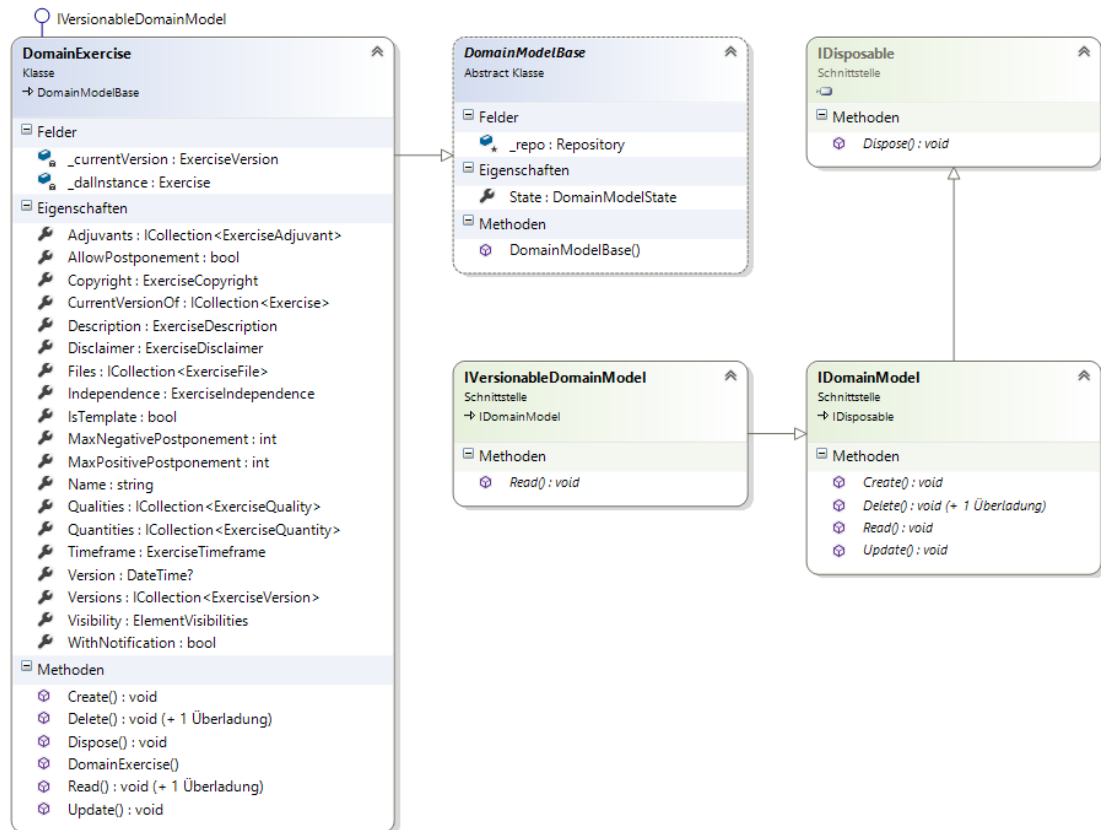 IVersionableDomainModel
DomainExercise
Klasse
DomainModelBase
Felder
_currentVersion : ExerciseVersion
_dalInstance : Exercise
Eigenschaften
Adjuvants : ICollection<ExerciseAdjuvant>
AllowPostponement : bool
Copyright : ExerciseCopyright
CurrentVersionOf : ICollection<Exercise>
Description : ExerciseDescription
Disclaimer : ExerciseDisclaimer
Files : ICollection<ExerciseFile>
Independence : ExerciseIndependence
IsTemplate : bool
MaxNegativePostponement : int
MaxPositivePostponement : int
Name : string
Qualities : ICollection<ExerciseQuality>
Quantities : ICollection<ExerciseQuantity>
Timeframe : ExerciseTimeframe
Version : DateTime?
Versions : ICollection<ExerciseVersion>
Visibility : ElementVisibilities
WithNotification : bool
Methoden
Create() : void
Delete() : void (+ 1 Überladung)
Dispose() : void
DomainExercise()
Read() : void (+ 1 Überladung)
Update() : void
DomainModelBase
Abstract Klasse
Felder
_repo : Repository
Eigenschaften
State : DomainModelState
Methoden
DomainModelBase()
IDisposable
Schnittstelle
Methoden
Dispose() : void
IVersionableDomainModel
Schnittstelle
IDomainModel
Methoden
Read() : void
IDomainModel
Schnittstelle
IDisposable
Methoden
Create() : void
Delete() : void (+ 1 Überladung)
Read() : void
Update() : void